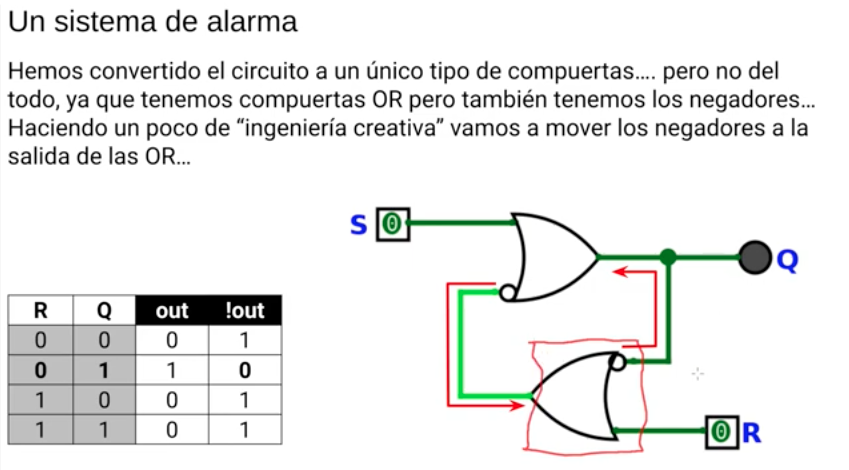 Un sistema de alarma
Hemos convertido el circuito a un único tipo de compuertas.... pero no del
todo, ya que tenemos compuertas OR pero también tenemos los negadores...
Haciendo un poco de “ingeniería creativa” vamos a mover los negadores a la
salida de las OR...
S 0
Q
R Q out !out
0 0 0 1
0 1 1 0
1 0 0 1
1 1 0 1
0 R